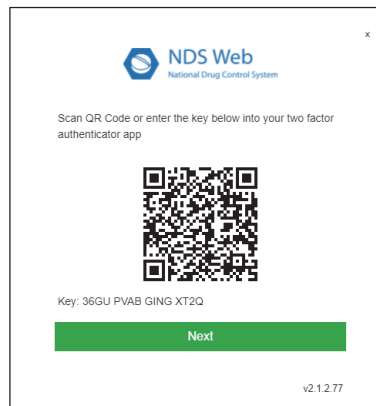 ×
NDS Web
National Drug Control System
Scan QR Code or enter the key below into your two factor
authenticator app
Key: 36GU PVAB GING XT2Q
Next
v2.1.2.77